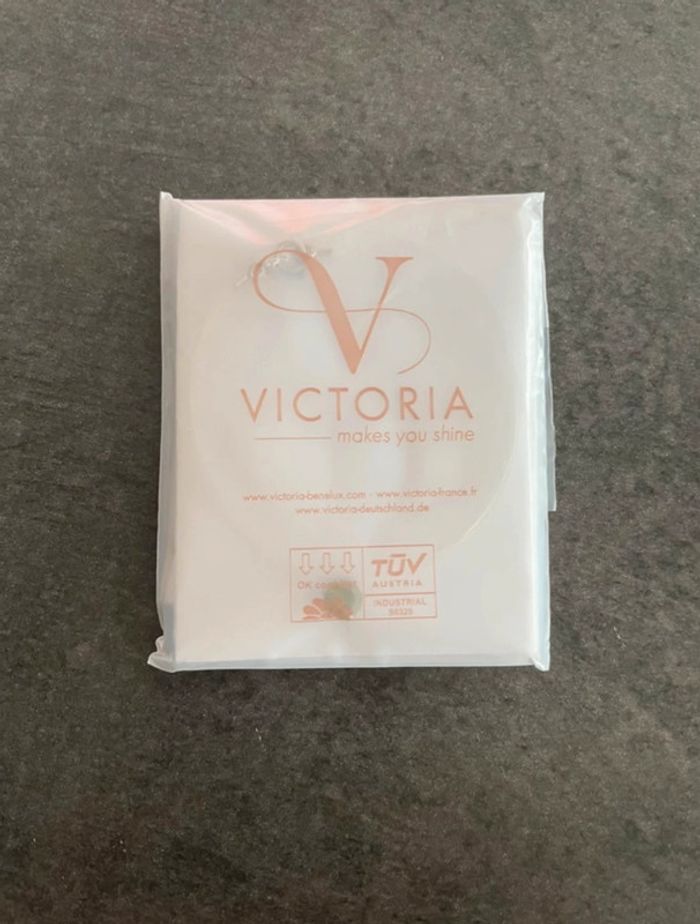 V
VICTORIA
makes you shine
www.victoria-benelux.com - www.victoria-france.fr
www.victoria-deutschland.de
OK
TÜV
AUSTRIA
INDUSTRIAL